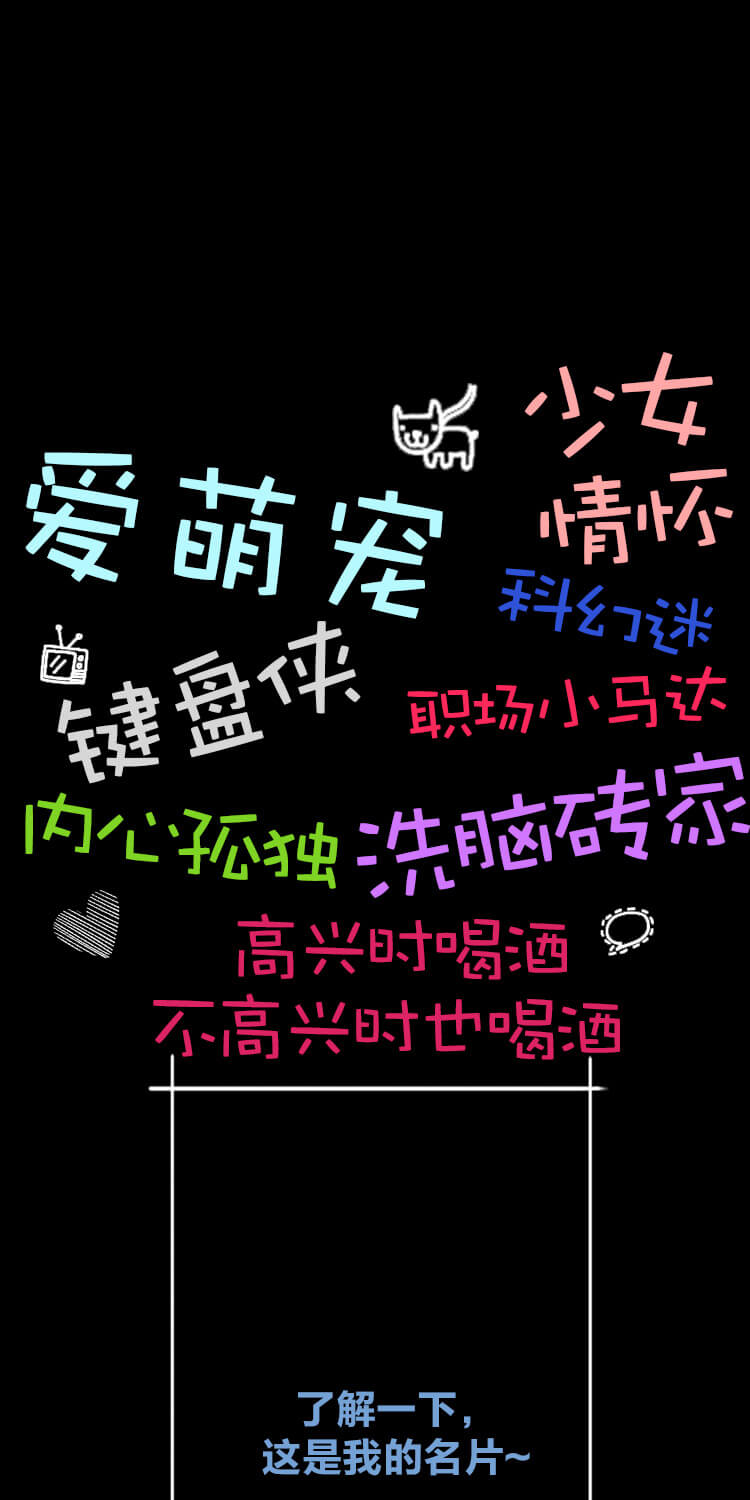 少女
情怀
爱萌宠
科幻迷
键盘侠
职场小马达
内心孤独
洗脑砖家
高兴时喝酒
不高兴时也喝酒
了解一下，
这是我的名片~